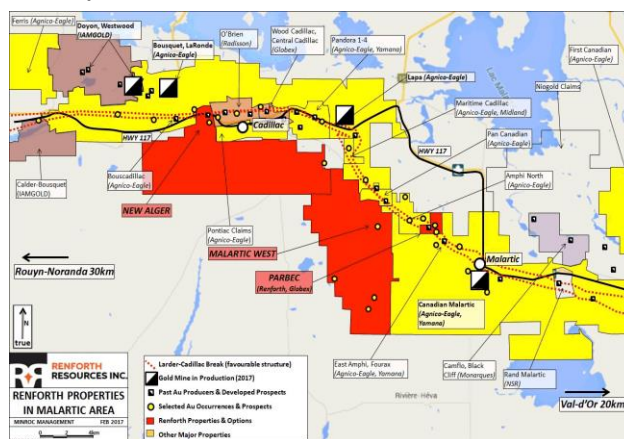 Ferris (Agnico-Eagle)
Doyon, Westwood
(IAMGOLD)
Bousquet, LaRonde
(Agnico-Eagle)
O'Brien
(Radisson)
Wood Cadillac,
Central Cadillac
(Globex)
Pandora 1-4
(Agnico-Eagle, Yamana)
Lapa (Agnico-Eagle)
First Canadian
(Agnico-Eagle)
Niogold Claims
Maritime Cadillac
(Agnico-Eagle, Midland)
Pan Canadian
(Agnico-Eagle)
Amphi North
(Agnico-Eagle)
HWY 117
Cadillac
HWY 117
Calder-Bousquet
(IAMGOLD)
Bouscadillac
(Agnico-Eagle)
NEW ALGER
Pontiac Claims
(Agnico-Eagle)
MALARTIC WEST
PARBEC
(Renforth, Globex)
Malartic
Rouyn-Noranda 30km
Canadian Malartic
(Agnico-Eagle,
Yamana)
East Amphi, Fourax
(Agnico-Eagle, Yamana)
Camflo, Black
Cliff (Monarques)
Rand Malartic
(NSR)
Val-d'Or 20km
Rivière-Héva
N
true
RENFORTH
RESOURCES INC.
RENFORTH PROPERTIES
IN MALARTIC AREA
MINROC MANAGEMENT FEB 2017
0 2 4km
Larder-Cadillac Break (favourable structure)
Gold Mine in Production (2017)
Past Au Producers & Developed Prospects
Selected Au Occurrences & Prospects
Renforth Properties & Options
Other Major Properties